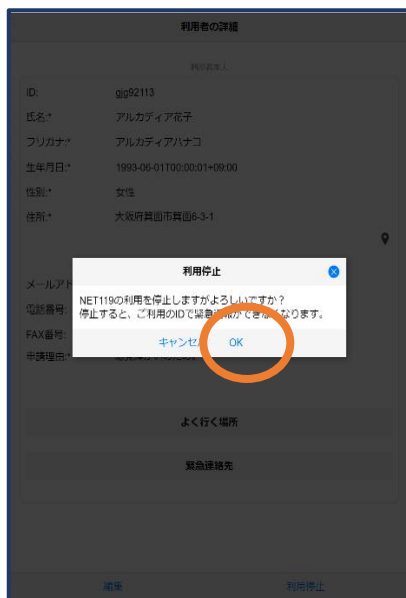 利用者の詳細
利用者本人
ID: gjg92113
氏名:* アルカディア花子
フリガナ:* アルカディアハナコ
生年月日:* 1993-06-01T00:00:01+09:00
性別:* 女性
住所:* 大阪府箕面市箕面6-3-1
利用停止
メールアド
NET119の利用を停止しますがよろしいですか？
電話番号:
停止すると、ご利用のIDで緊急通報ができなくなります。
FAX番号:
キャンセル OK
申請理由:*
よく行く場所
緊急連絡先
編集 利用停止